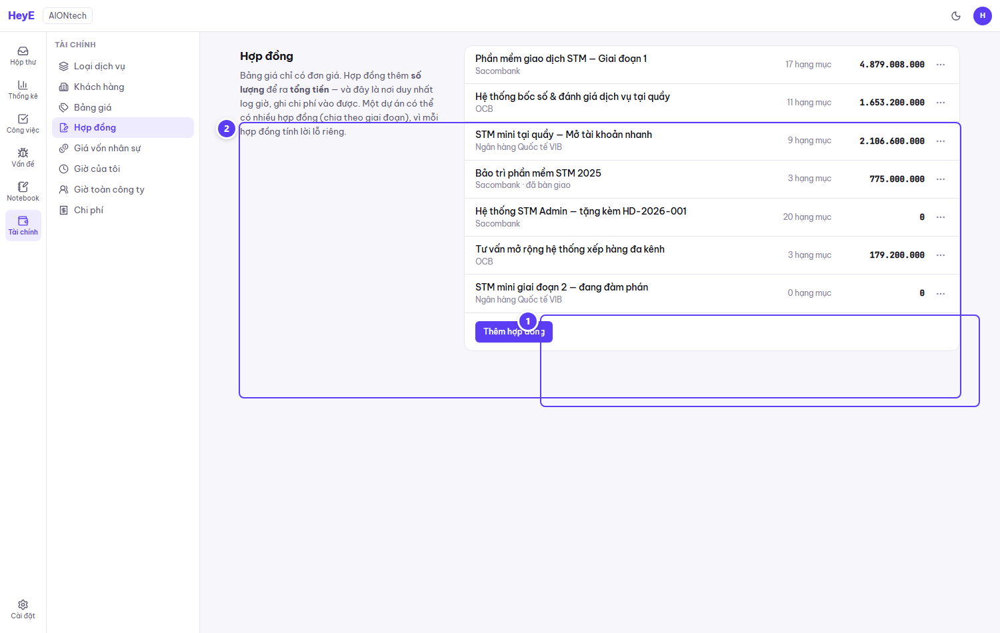 HeyE
AIONtech
H
Hộp thư
Thống kê
Công việc
Vấn đề
Notebook
Tài chính
Cài đặt
TÀI CHÍNH
Loại dịch vụ
Khách hàng
Bảng giá
Hợp đồng
Giá vốn nhân sự
Giờ của tôi
Giờ toàn công ty
Chi phí
Hợp đồng
Bảng giá chỉ có đơn giá. Hợp đồng thêm số
lượng để ra tổng tiền — và đây là nơi duy nhất
log giờ, ghi chi phí vào được. Một dự án có thể
có nhiều hợp đồng (chia theo giai đoạn), vì mỗi
hợp đồng tính lời lỗ riêng.
2
Phần mềm giao dịch STM — Giai đoạn 1
Sacombank
17 hạng mục
4.879.008.000
Hệ thống bốc số & đánh giá dịch vụ tại quầy
OCB
11 hạng mục
1.653.200.000
STM mini tại quầy — Mở tài khoản nhanh
Ngân hàng Quốc tế VIB
9 hạng mục
2.106.600.000
Bảo trì phần mềm STM 2025
Sacombank · đã bàn giao
3 hạng mục
775.000.000
Hệ thống STM Admin — tặng kèm HD-2026-001
Sacombank
20 hạng mục
0
Tư vấn mở rộng hệ thống xếp hàng đa kênh
OCB
3 hạng mục
179.200.000
STM mini giai đoạn 2 — đang đàm phán
Ngân hàng Quốc tế VIB
0 hạng mục
0
1
Thêm hợp đồng